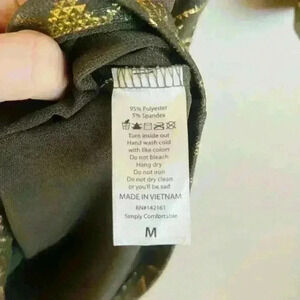 95% Polyester
5% Spandex
Turn inside out
Hand wash cold
with like colors
Do not bleach
Hang dry
Do not iron
Do not dry clean
or you'll be sad
MADE IN VIETNAM
RN#142161
Simply Comfortable
M